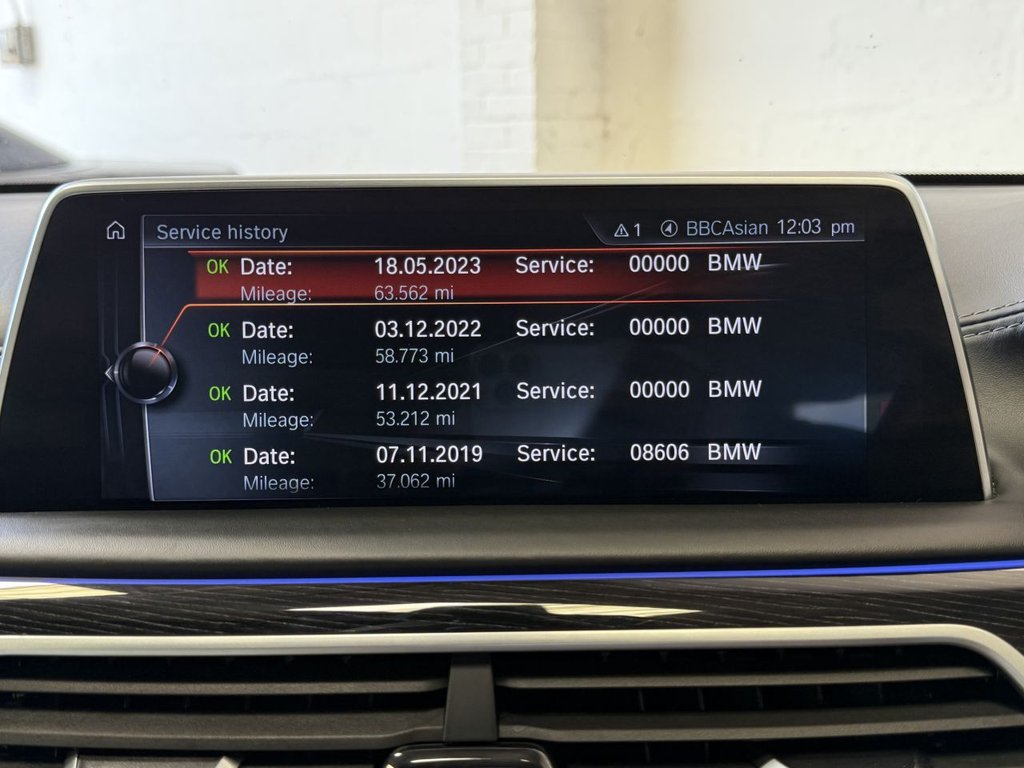 Service history 1 BBCAsian 12:03 pm
OK Date: 18.05.2023 Service: 00000 BMW
Mileage: 63.562 mi
OK Date: 03.12.2022 Service: 00000 BMW
Mileage: 58.773 mi
OK Date: 11.12.2021 Service: 00000 BMW
Mileage: 53.212 mi
OK Date: 07.11.2019 Service: 08606 BMW
Mileage: 37.062 mi